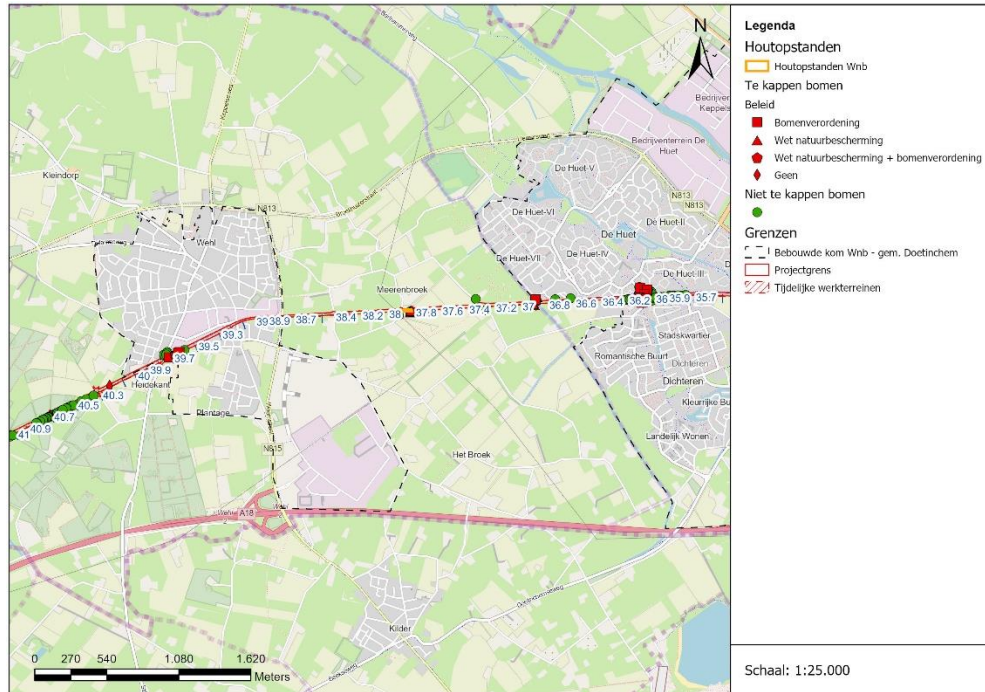 Legenda
Houtopstanden
Houtopstanden Wnb
Te kappen bomen
Beleid
Bomenverordening
Wet natuurbescherming
Wet natuurbescherming + bomenverordening
Geen
Niet te kappen bomen
Grenzen
Bebouwde kom Wnb - gem. Doetinchem
Projectgrens
Tijdelijke werkterreinen
Schaal: 1:25.000
N
Bedrijventerrein De
Huet
De Huet-V
Kleindorp
N813
N813
N813
De Huet-VI
De Huet-II
De Huet
Wehl
De Huet-VII
De Huet-IV
Meerenbroek
De Huet-III
39 38.9 38.7 38.4 38.2 38 37.8 37.6 37.4 37.2 37 36.8 36.6 36.4 36.2 36 35.9 35.7
39.3
39.5
39.7
39.9
40
40.3
40.5
40.7
40.9
41
Heidekant
Plantage
Stadskwartier
Romantische Buurt
Dichteren
Dichteren
Kleurrijke Bu
Landelijk Wonen
N815
Het Broek
A18
Kilder
0 270 540 1.080 1.620
Meters